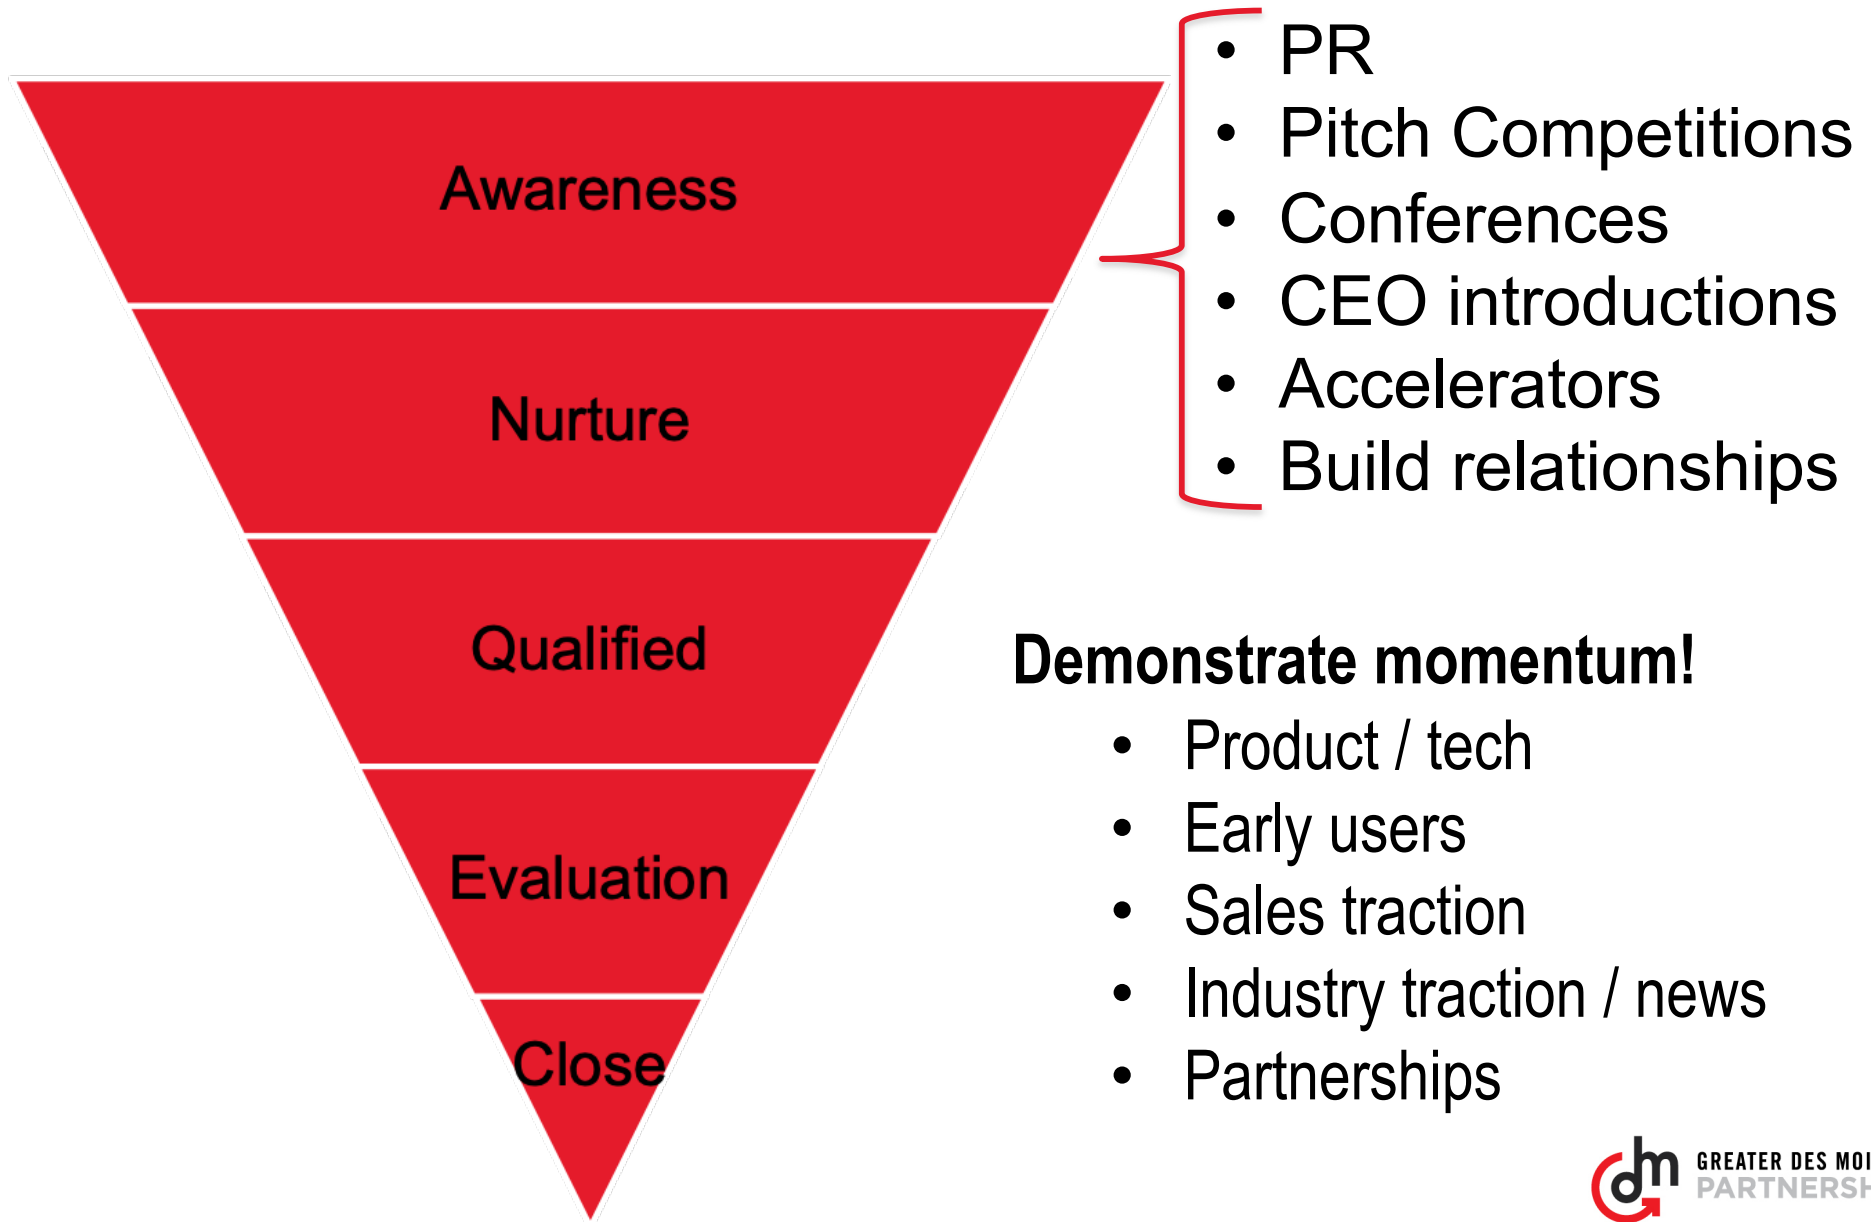 Awareness
Nurture
Qualified
Evaluation
Close
• PR
• Pitch Competitions
• Conferences
• CEO introductions
• Accelerators
• Build relationships
Demonstrate momentum!
• Product / tech
• Early users
• Sales traction
• Industry traction / news
• Partnerships
dm
GREATER DES MOI
PARTNERSH